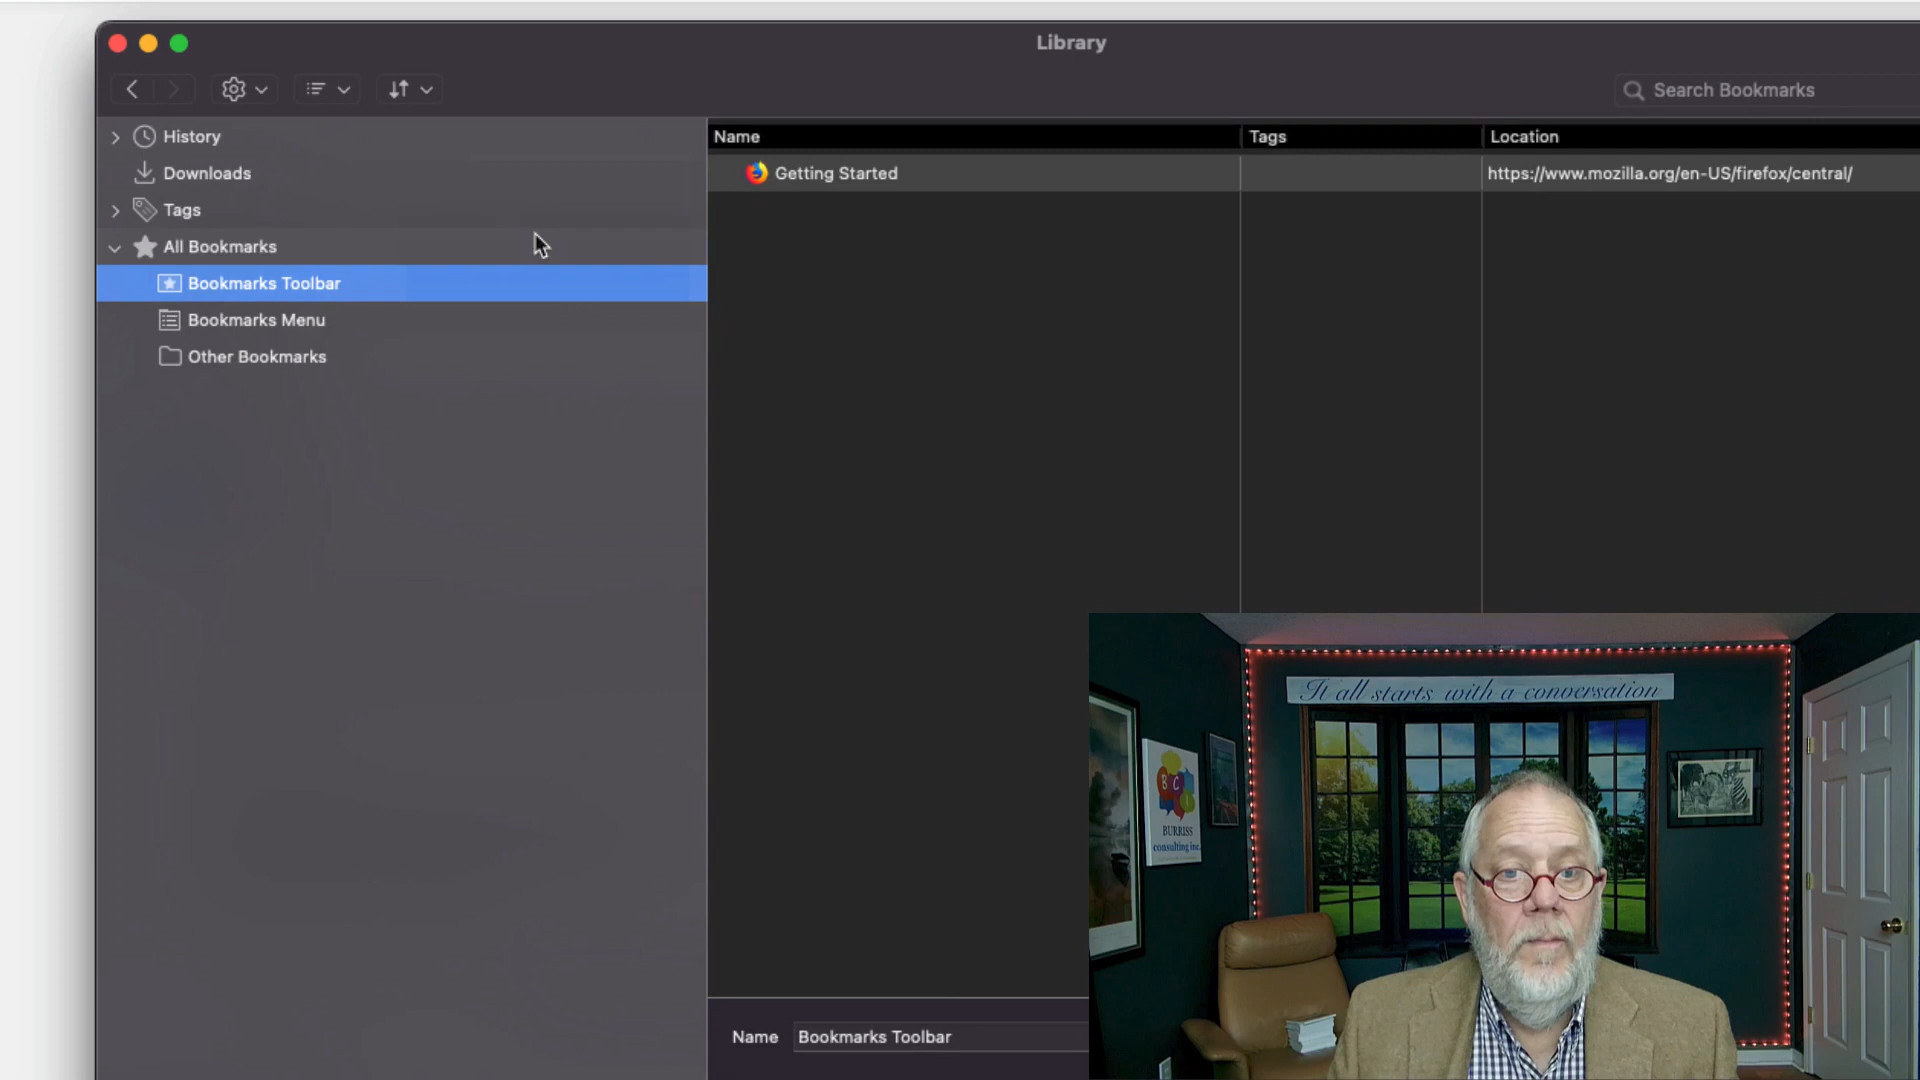 Library
Search Bookmarks
History
Downloads
Tags
All Bookmarks
Bookmarks Toolbar
Bookmarks Menu
Other Bookmarks
Name Tags Location
Getting Started https://www.mozilla.org/en-US/firefox/central/
Name Bookmarks Toolbar
It all starts with a conversation
B C I
BURRISS
consulting inc.